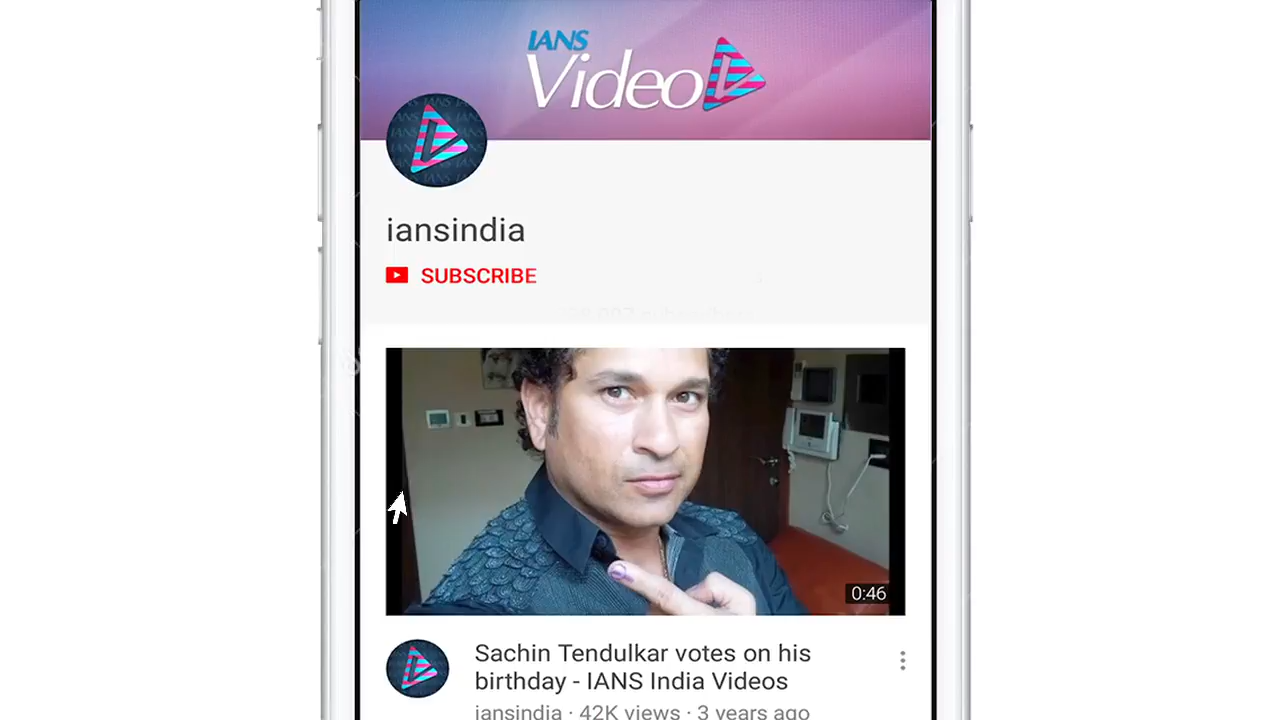 IANS
Video
iansindia
SUBSCRIBE
0:46
Sachin Tendulkar votes on his
birthday - IANS India Videos
iansindia · 42K views · 3 years ago